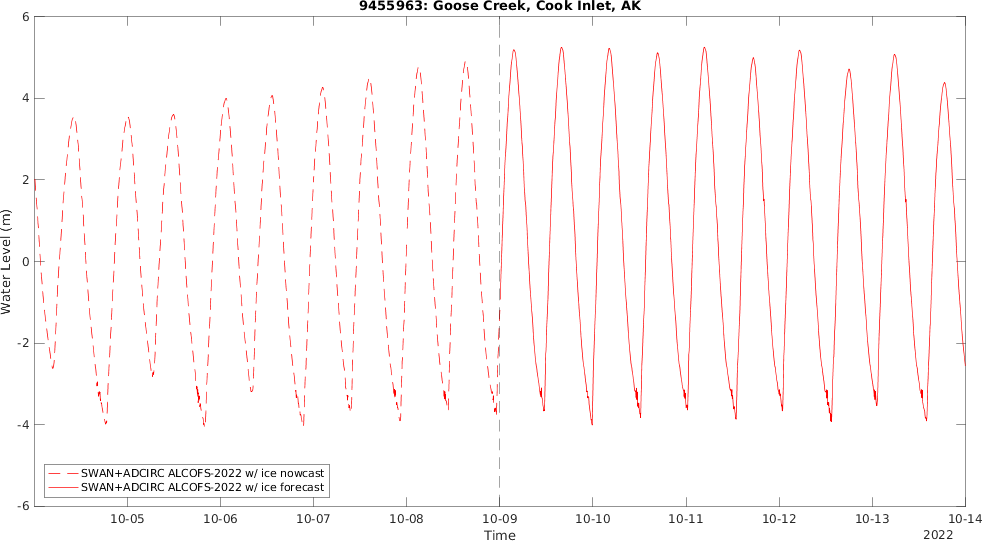 9455963: Goose Creek, Cook Inlet, AK
6
4
2
0
-2
-4
-6
Water Level (m)
SWAN+ADCIRC ALCOFS-2022 w/ ice nowcast
SWAN+ADCIRC ALCOFS-2022 w/ ice forecast
10-05 10-06 10-07 10-08 10-09 10-10 10-11 10-12 10-13 10-14
Time
2022